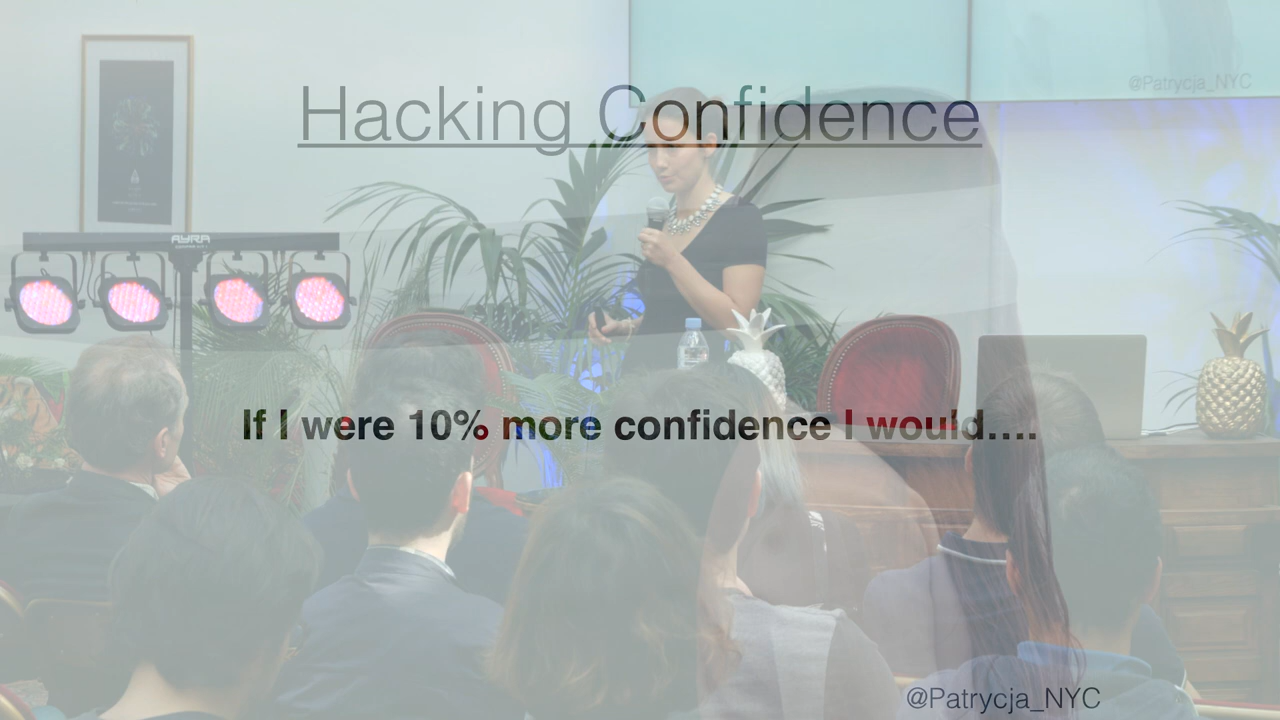 @Patrycja_NYC
Hacking Confidence
AYRA
If I were 10% more confidence I would….
@Patrycja_NYC